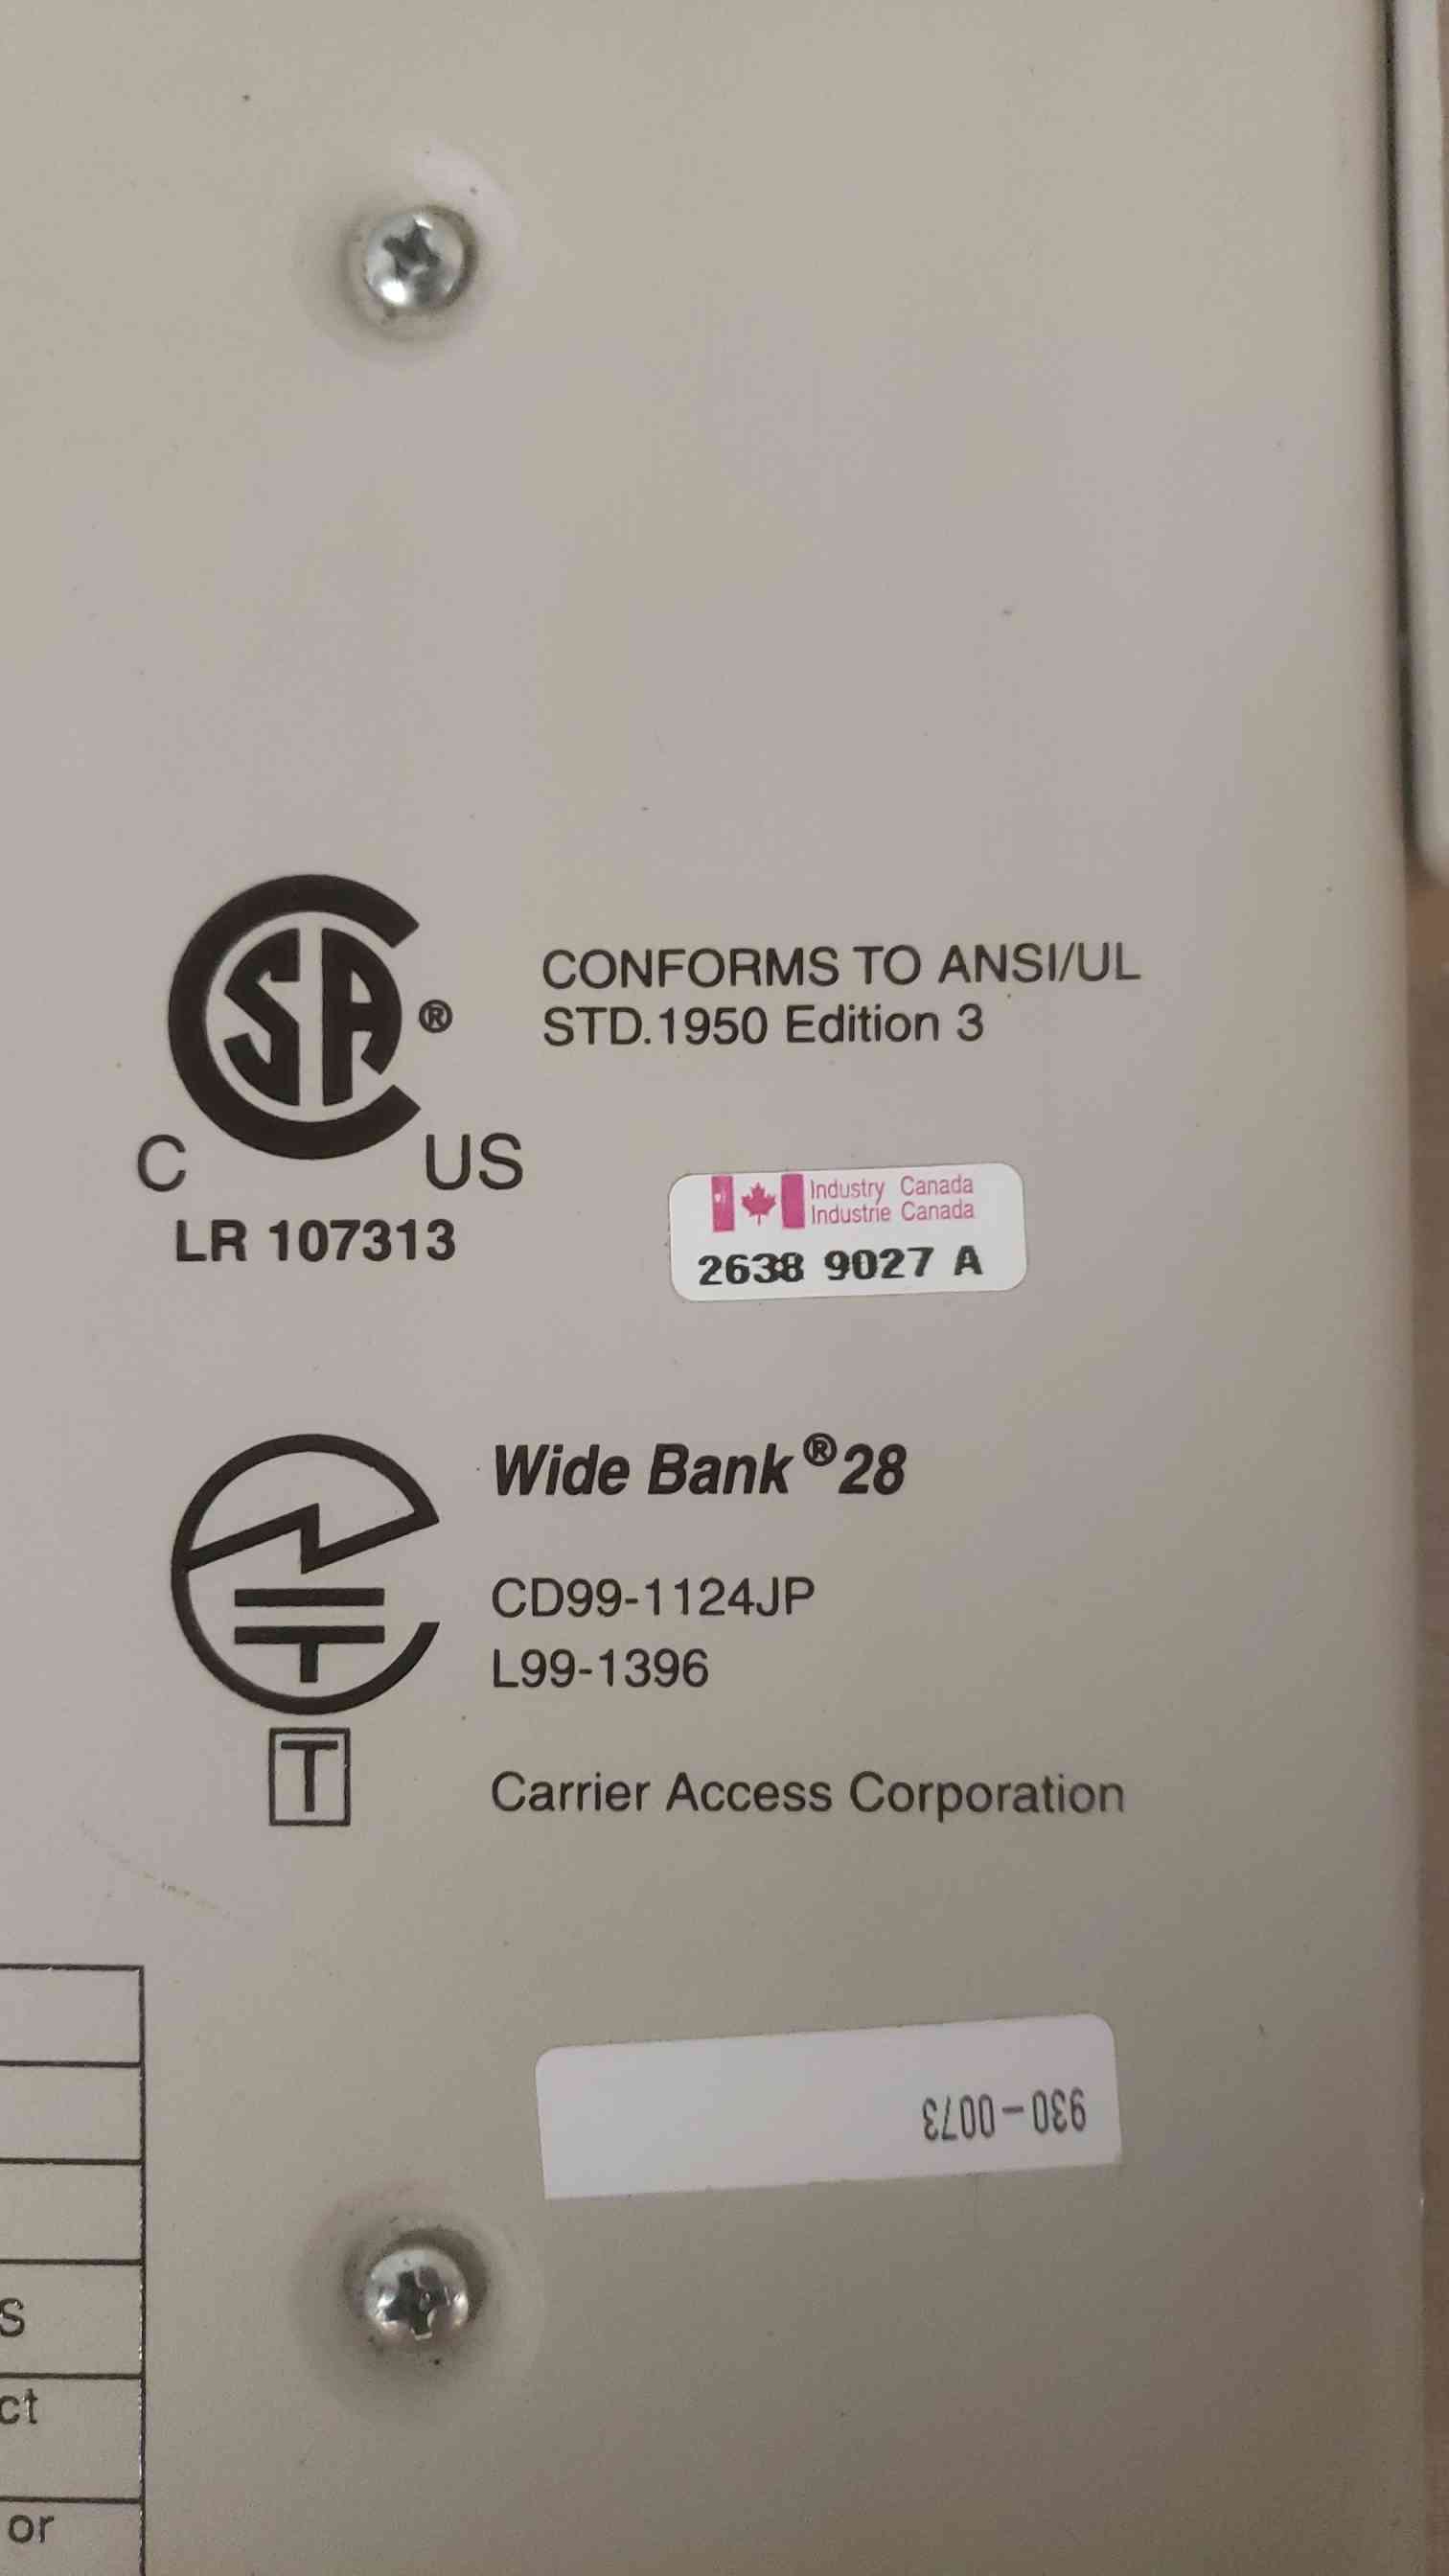 CSA®
CONFORMS TO ANSI/UL
STD.1950 Edition 3
C US
LR 107313
Industry Canada
Industrie Canada
2638 9027 A
Wide Bank®28
CD99-1124JP
L99-1396
T
Carrier Access Corporation
930-0073
S
ct
or